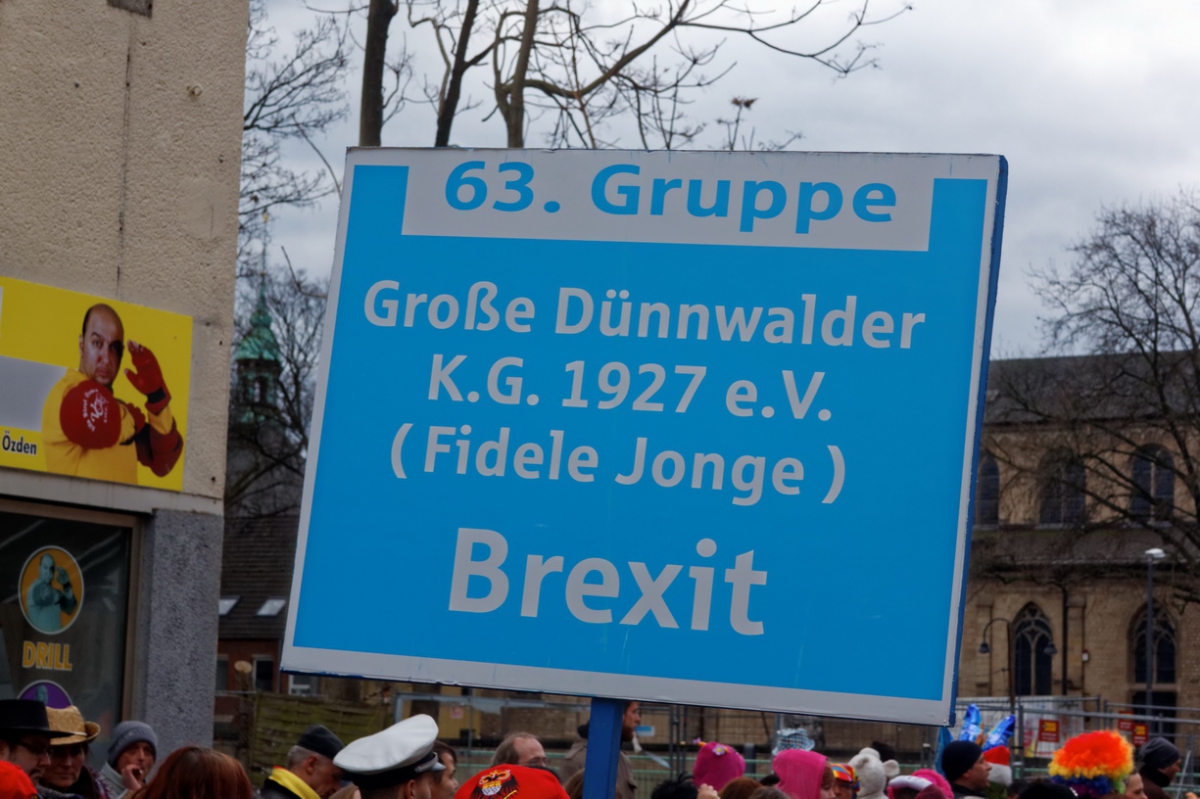 63. Gruppe
Große Dünnwalder
K.G. 1927 e.V.
( Fidele Jonge )
Brexit
Özden
DRILL